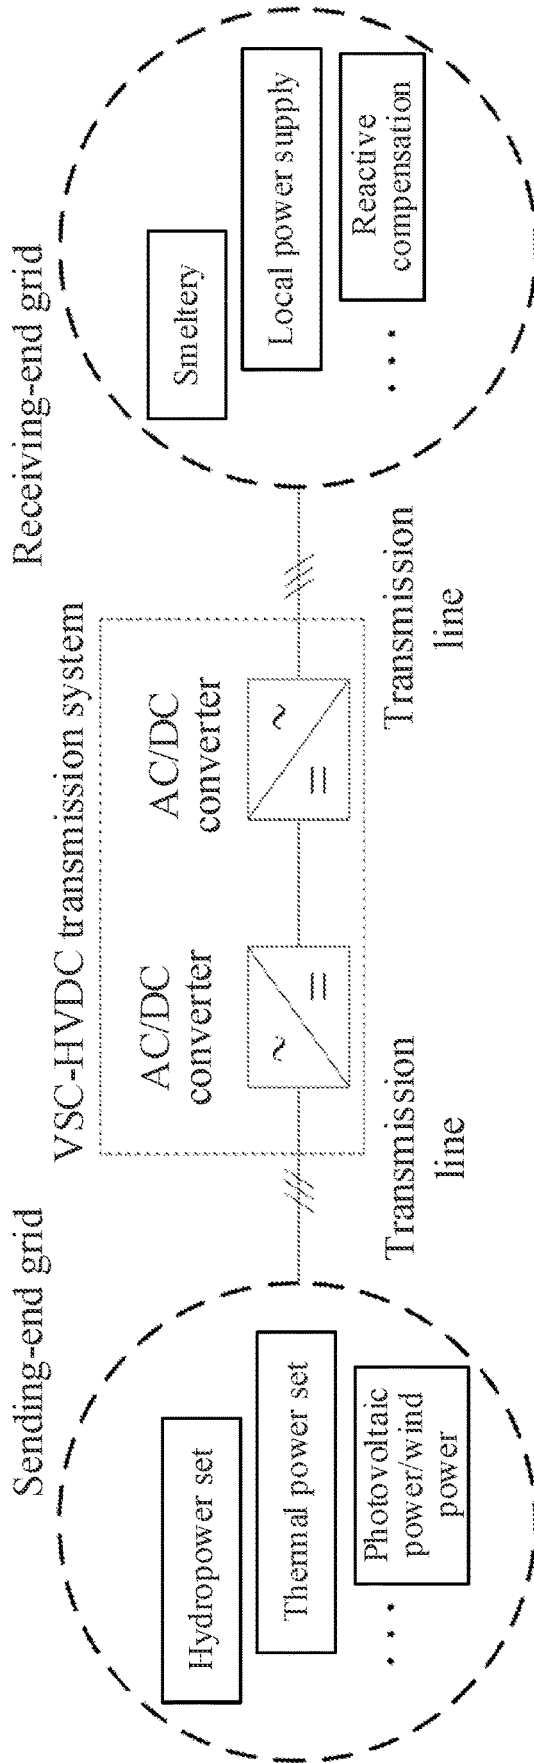 Sending-end grid
VSC-HVDC transmission system
Receiving-end grid
Hydropower set
Thermal power set
Photovoltaic
power/wind
power
...
Transmission
line
AC/DC
converter
~
=
AC/DC
converter
~
=
Transmission
line
Smeltery
Local power supply
Reactive
compensation
...